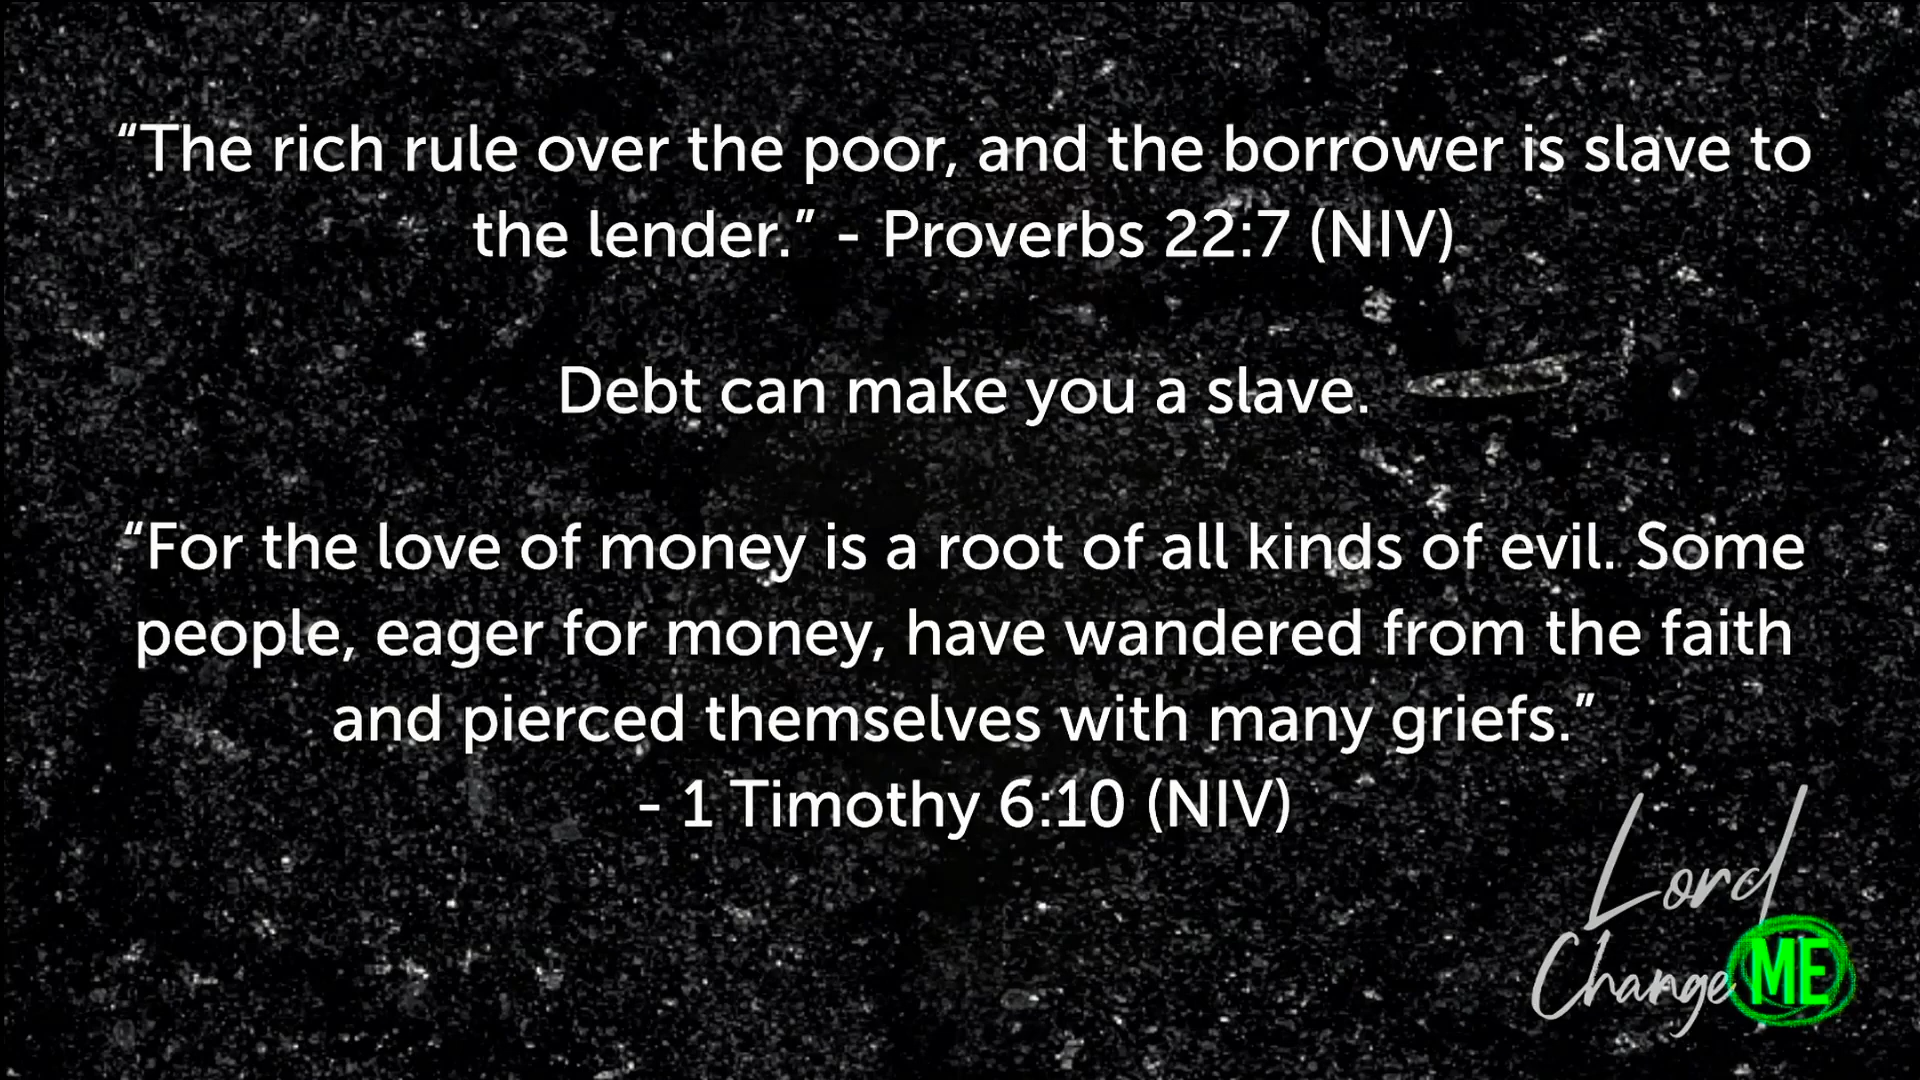 “The rich rule over the poor, and the borrower is slave to
the lender.” - Proverbs 22:7 (NIV)
Debt can make you a slave.
“For the love of money is a root of all kinds of evil. Some
people, eager for money, have wandered from the faith
and pierced themselves with many griefs.”
- 1 Timothy 6:10 (NIV)
Lord
Change ME